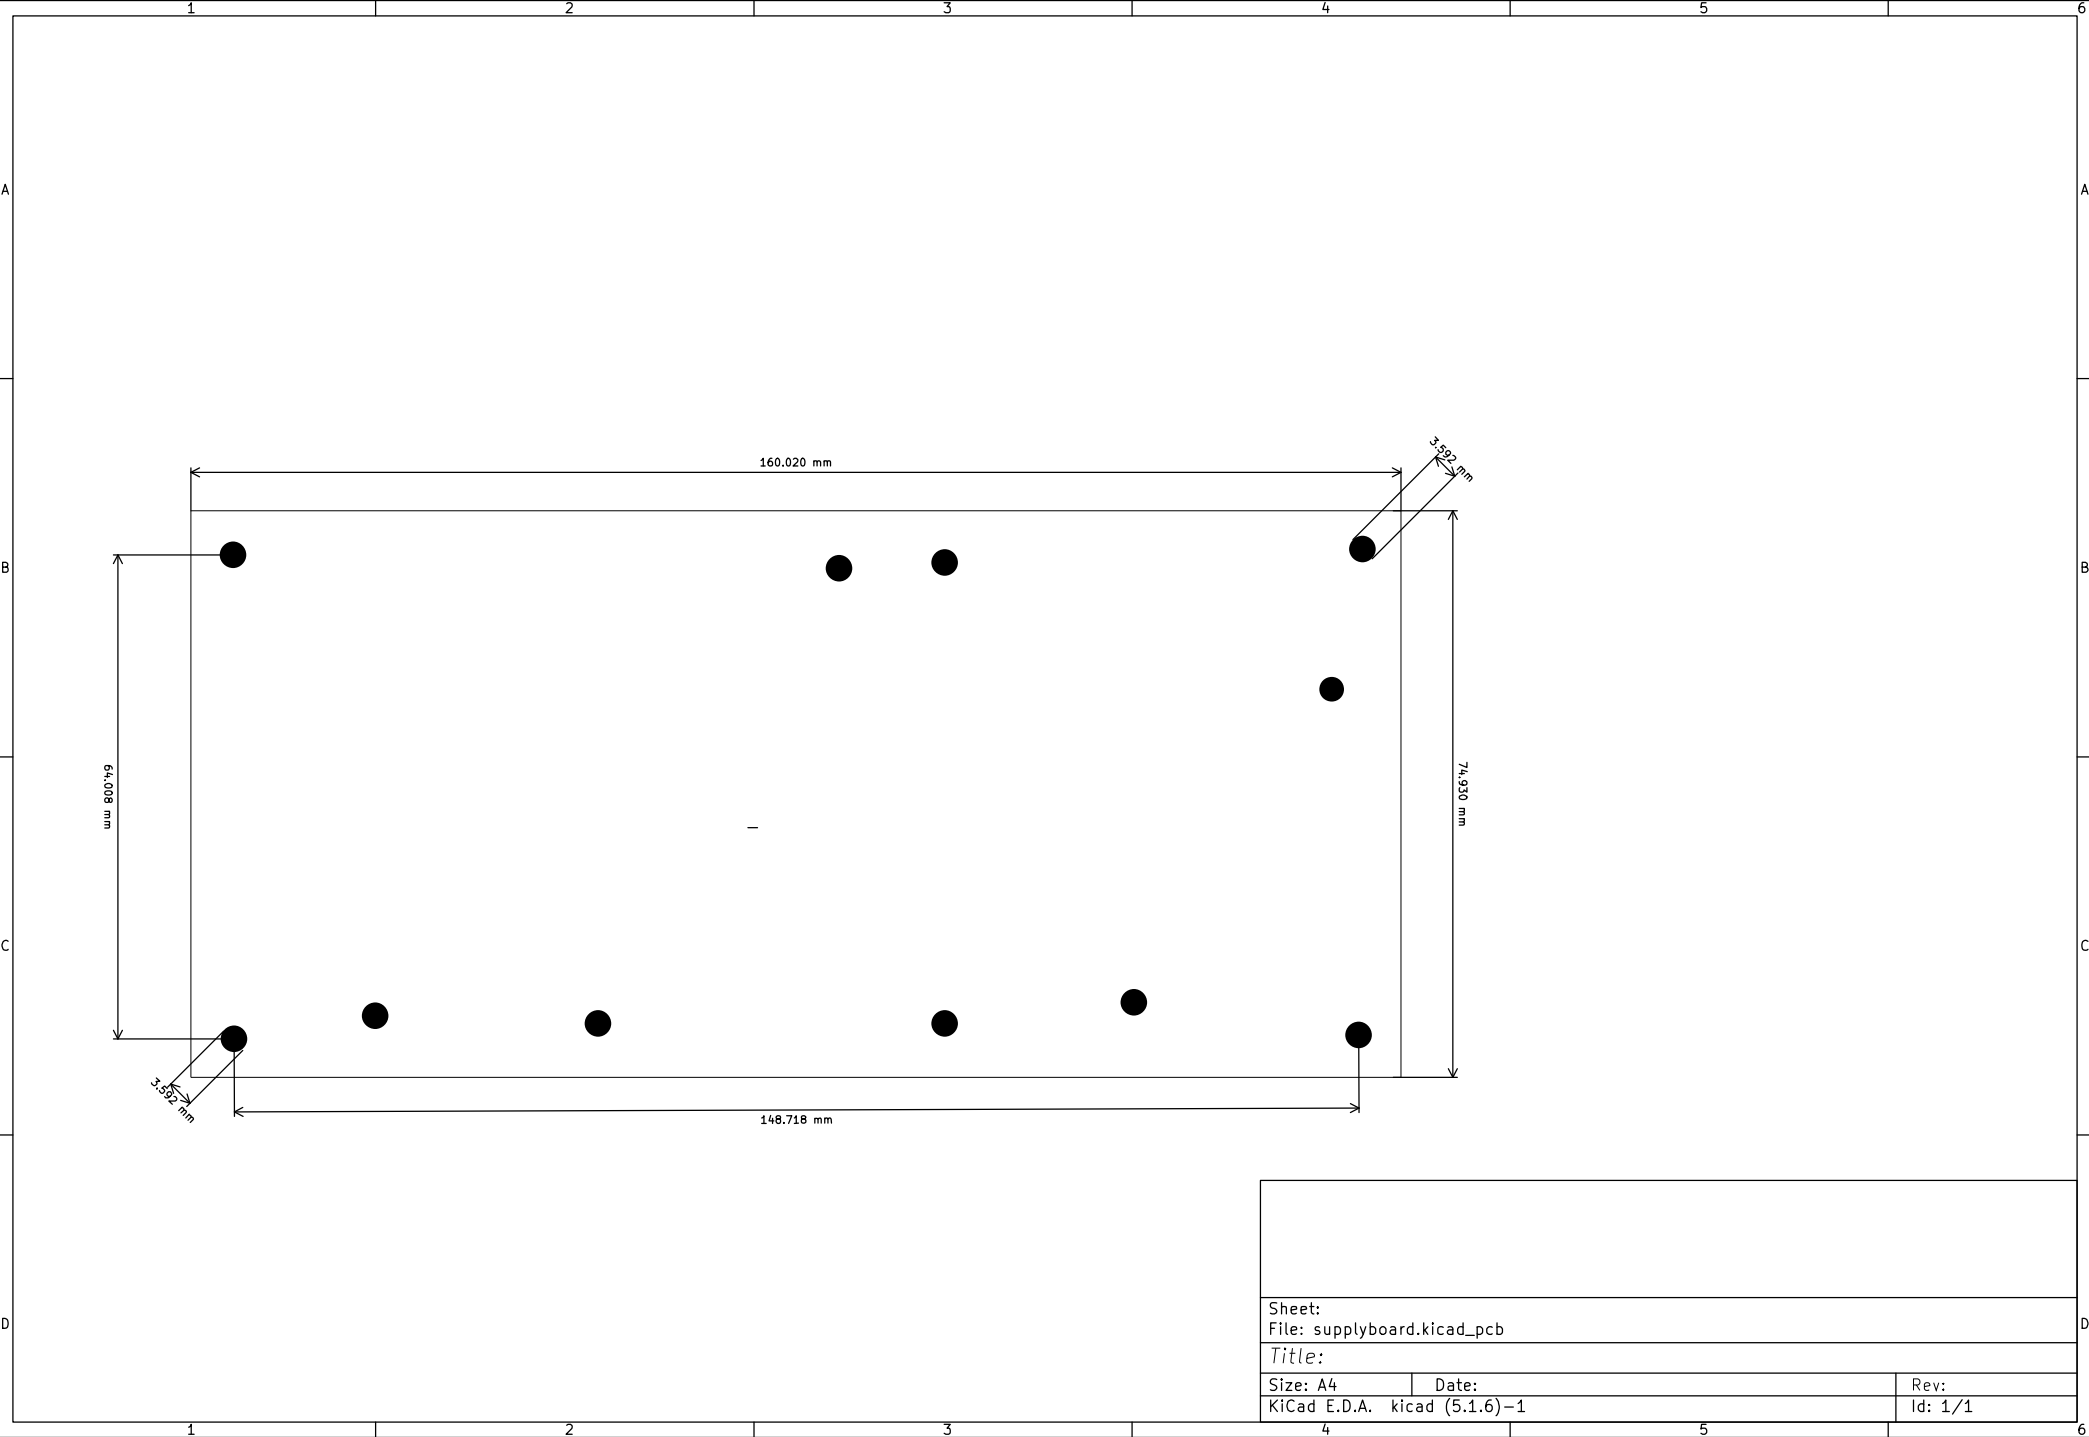 1 2 3 4 5 6
A A
3.592 mm
160.020 mm
B B
64.008 mm
74.930 mm
C C
3.592 mm
148.718 mm
Sheet:
File: supplyboard.kicad_pcb
D D
Title:
Size: A4 Date: Rev:
KiCad E.D.A. kicad (5.1.6)-1 Id: 1/1
1 2 3 4 5 6